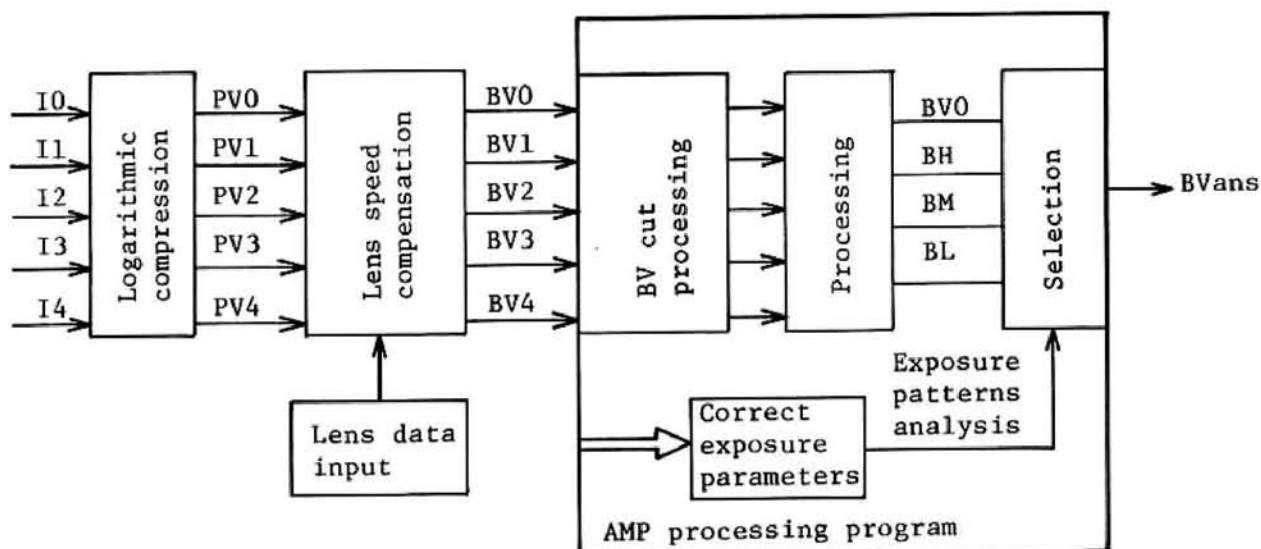 I0
I1
I2
I3
I4
Logarithmic
compression
PV0
PV1
PV2
PV3
PV4
Lens speed
compensation
Lens data
input
BV0
BV1
BV2
BV3
BV4
BV cut
processing
Processing
BV0
BH
BM
BL
Selection
BVans
Exposure
patterns
analysis
Correct
exposure
parameters
AMP processing program